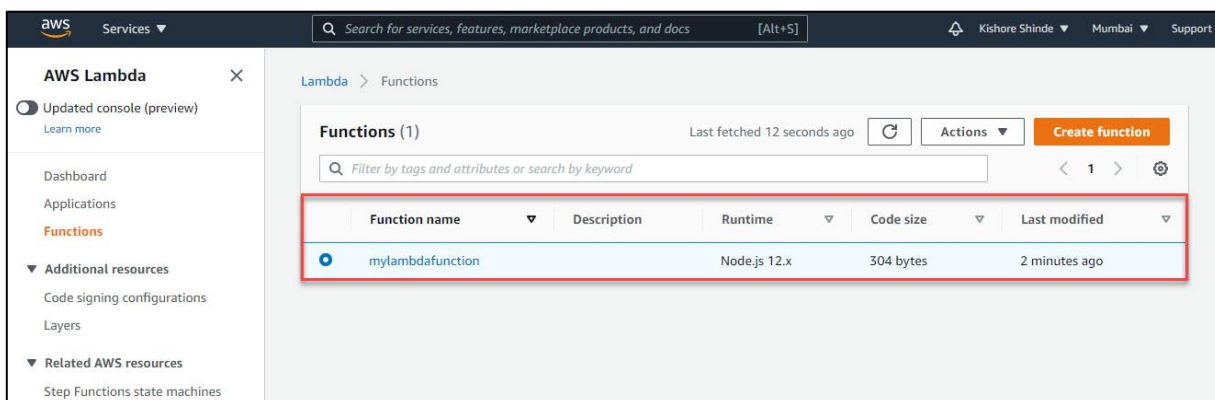 aws Services ▼ Search for services, features, marketplace products, and docs [Alt+S] Kishore Shinde ▼ Mumbai ▼ Support
AWS Lambda ×
Updated console (preview)
Learn more
Dashboard
Applications
Functions
▼ Additional resources
Code signing configurations
Layers
▼ Related AWS resources
Step Functions state machines
Lambda > Functions
Functions (1) Last fetched 12 seconds ago Actions ▼ Create function
Filter by tags and attributes or search by keyword < 1 >
Function name Description Runtime Code size Last modified
mylambdafunction Node.js 12.x 304 bytes 2 minutes ago